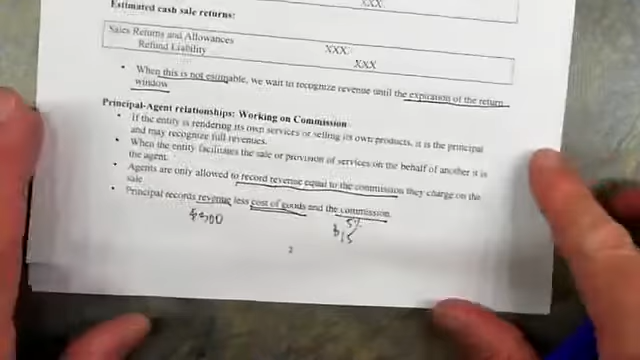 XXX
Estimated cash sale returns:
Sales Returns and Allowances XXX
Refund Liability XXX
• When this is not estimable, we wait to recognize revenue until the expiration of the return
window
Principal-Agent relationships: Working on Commission
• If the entity is rendering its own services or selling its own products, it is the principal
and may recognize full revenues.
• When the entity facilitates the sale or provision of services on the behalf of another it is
the agent.
• Agents are only allowed to record revenue equal to the commission they charge on the
sale
• Principal records revenue less cost of goods and the commission.
$300 5%
$15
2